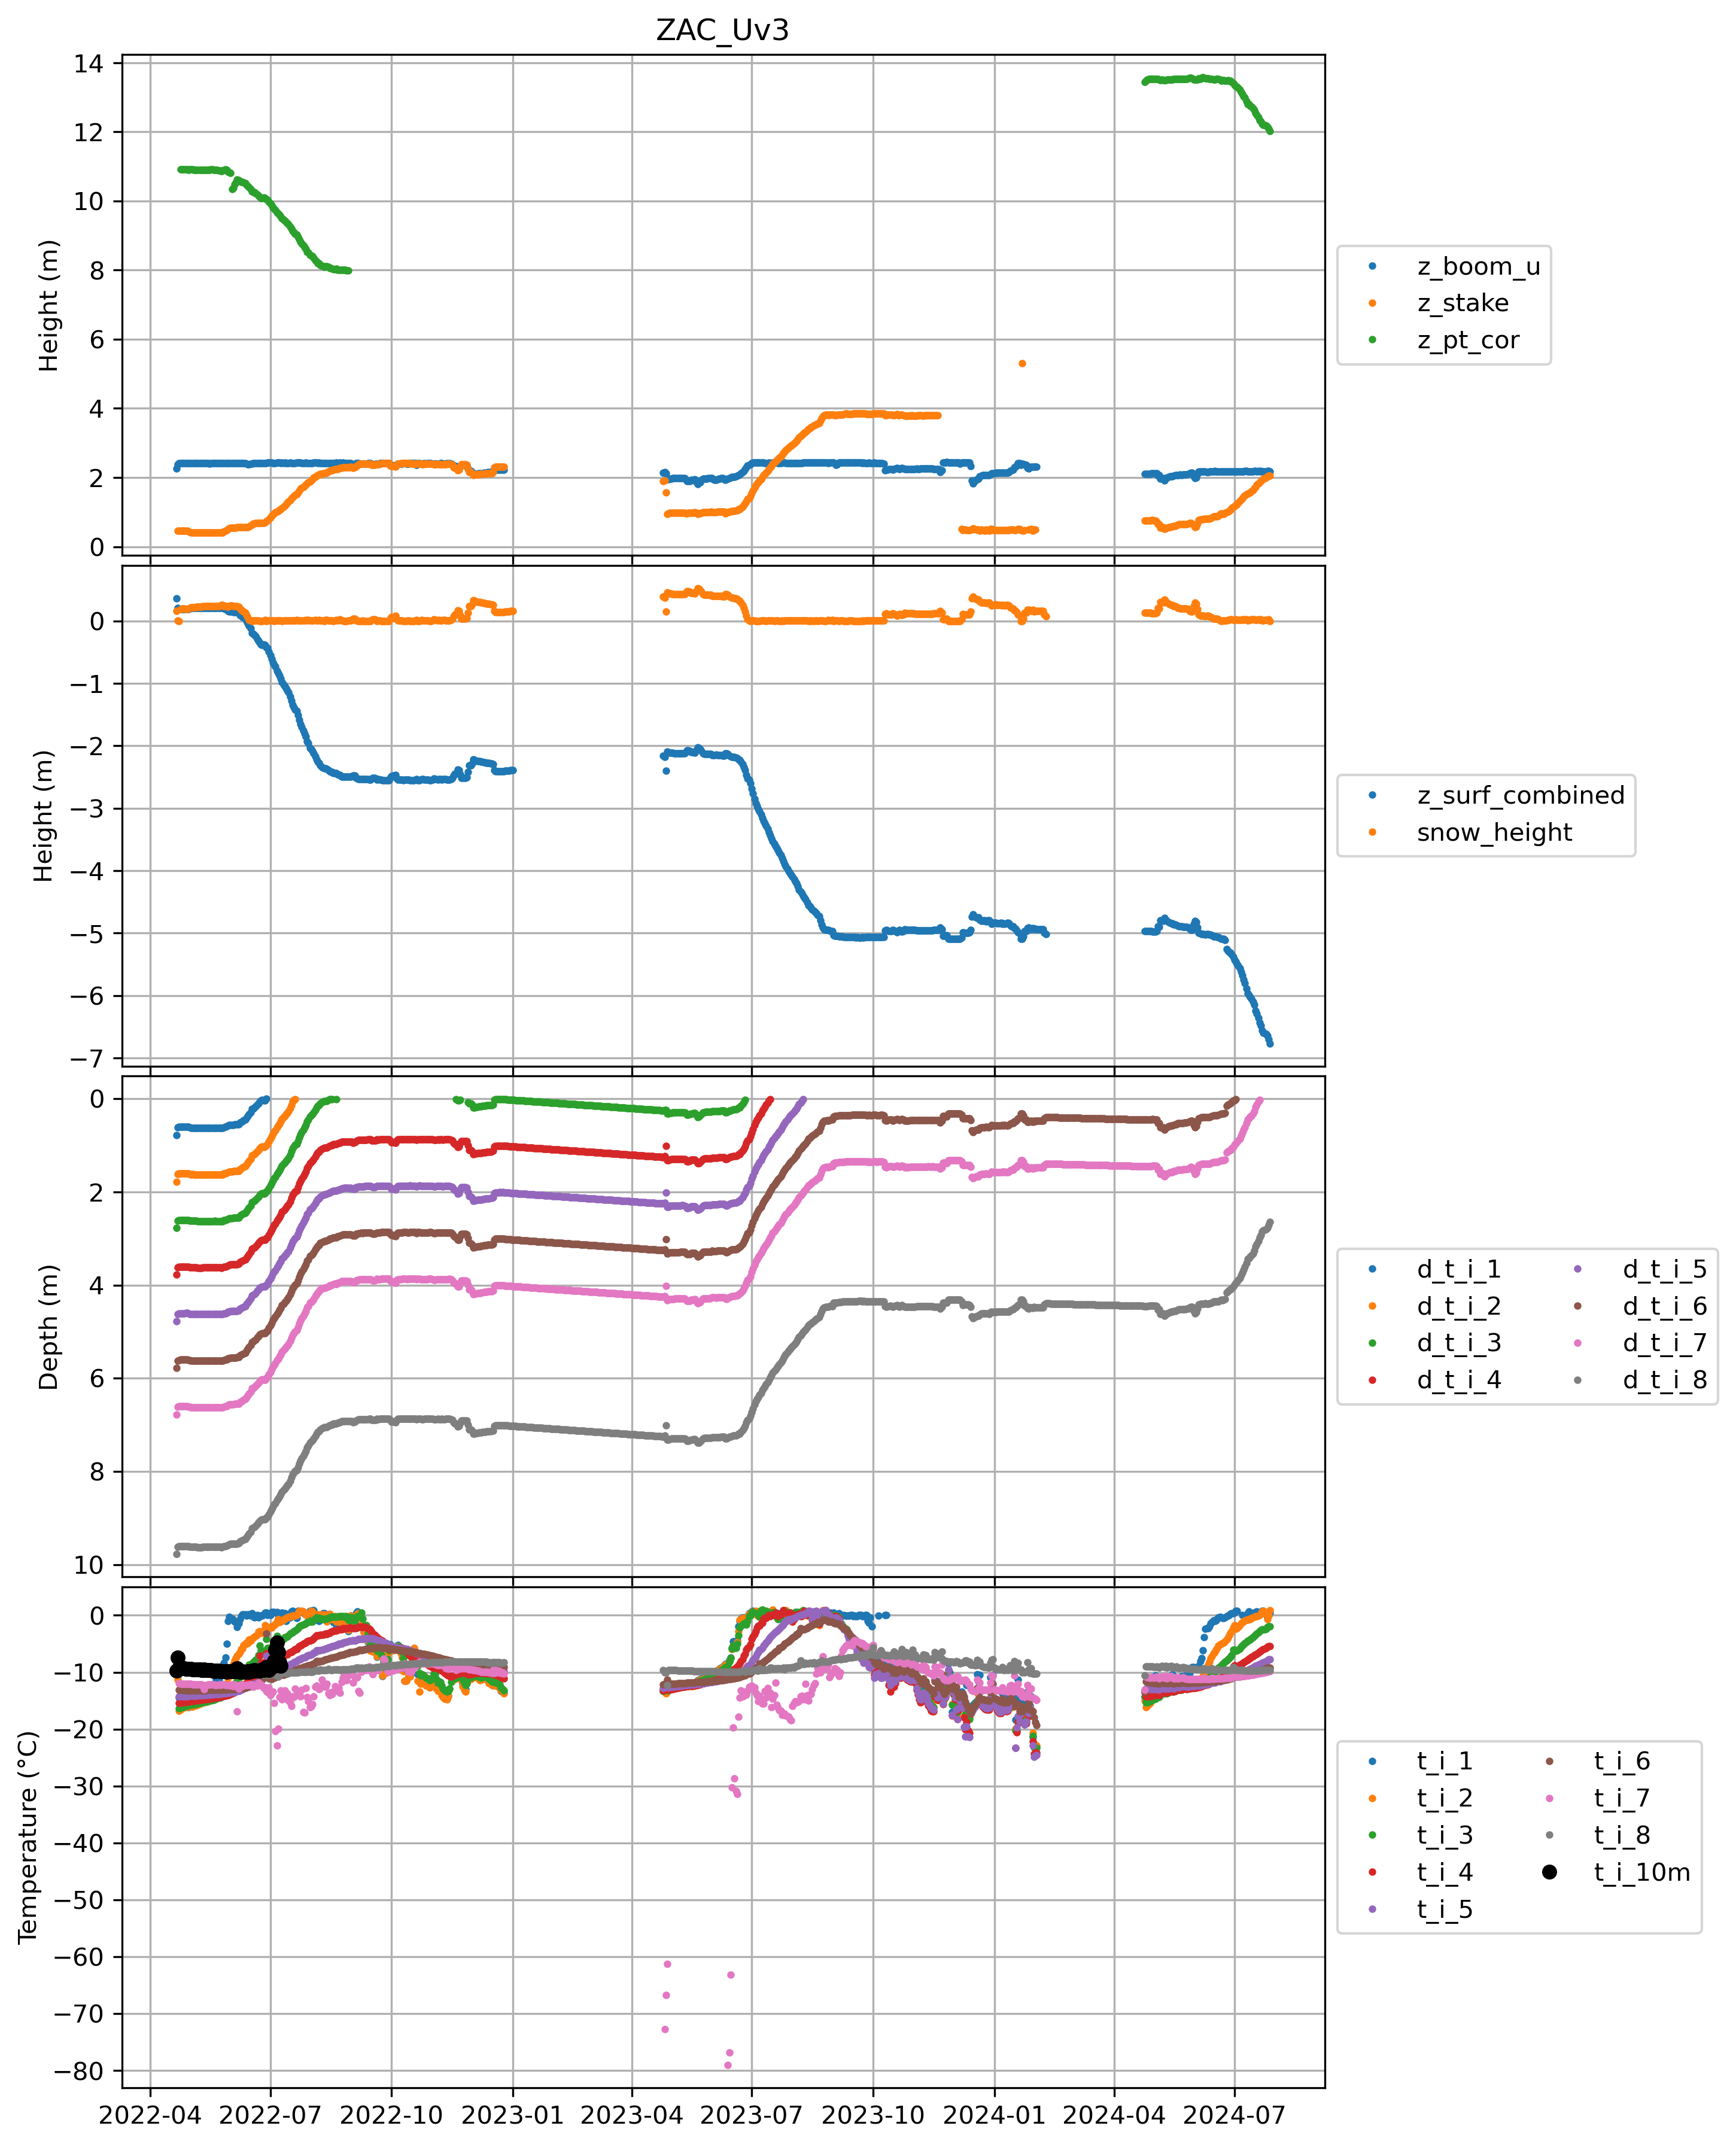 ZAC_Uv3
14
12
10
8
6
4
2
0
Height (m)
z_boom_u
z_stake
z_pt_cor
0
−1
−2
−3
−4
−5
−6
−7
Height (m)
z_surf_combined
snow_height
0
2
4
6
8
10
Depth (m)
d_t_i_1
d_t_i_2
d_t_i_3
d_t_i_4
d_t_i_5
d_t_i_6
d_t_i_7
d_t_i_8
0
−10
−20
−30
−40
−50
−60
−70
−80
Temperature (°C)
t_i_1
t_i_2
t_i_3
t_i_4
t_i_5
t_i_6
t_i_7
t_i_8
t_i_10m
2022-04 2022-07 2022-10 2023-01 2023-04 2023-07 2023-10 2024-01 2024-04 2024-07